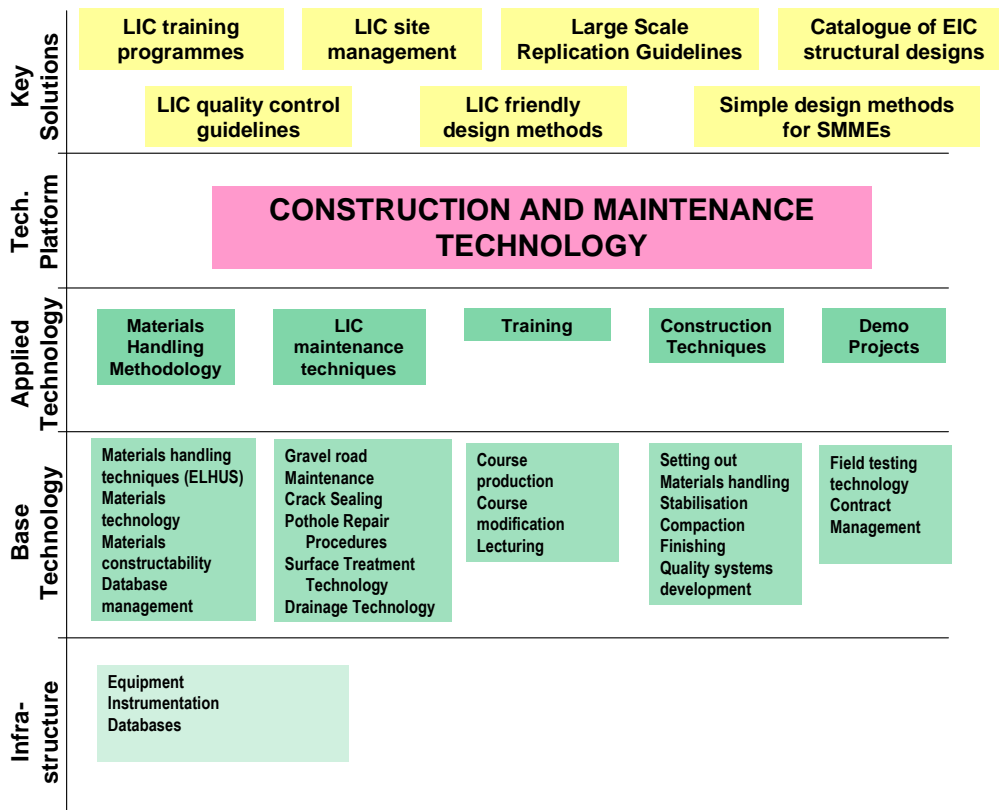 Key
Solutions
LIC training
programmes
LIC site
management
Large Scale
Replication Guidelines
Catalogue of EIC
structural designs
LIC quality control
guidelines
LIC friendly
design methods
Simple design methods
for SMMEs
Tech.
Platform
CONSTRUCTION AND MAINTENANCE
TECHNOLOGY
Applied
Technology
Materials
Handling
Methodology
LIC
maintenance
techniques
Training
Construction
Techniques
Demo
Projects
Base
Technology
Materials handling
techniques (ELHUS)
Materials
technology
Materials
constructability
Database
management
Gravel road
Maintenance
Crack Sealing
Pothole Repair
Procedures
Surface Treatment
Technology
Drainage Technology
Course
production
Course
modification
Lecturing
Setting out
Materials handling
Stabilisation
Compaction
Finishing
Quality systems
development
Field testing
technology
Contract
Management
Infra-
structure
Equipment
Instrumentation
Databases